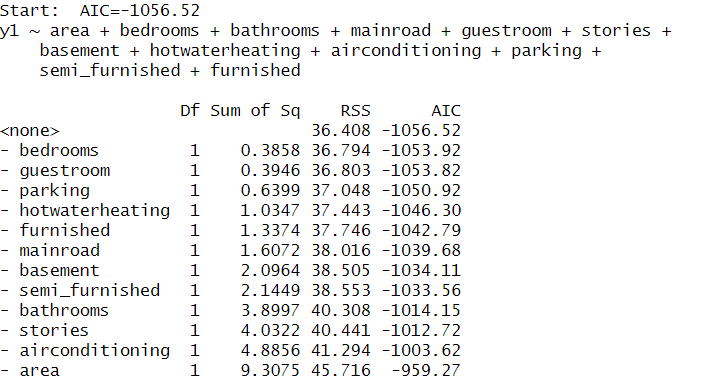 Start:  AIC=-1056.52
y1 ~ area + bedrooms + bathrooms + mainroad + guestroom + stories +
    basement + hotwaterheating + airconditioning + parking +
    semi_furnished + furnished

                  Df Sum of Sq    RSS      AIC
<none>                         36.408 -1056.52
- bedrooms         1    0.3858 36.794 -1053.92
- guestroom        1    0.3946 36.803 -1053.82
- parking          1    0.6399 37.048 -1050.92
- hotwaterheating  1    1.0347 37.443 -1046.30
- furnished        1    1.3374 37.746 -1042.79
- mainroad         1    1.6072 38.016 -1039.68
- basement         1    2.0964 38.505 -1034.11
- semi_furnished   1    2.1449 38.553 -1033.56
- bathrooms        1    3.8997 40.308 -1014.15
- stories          1    4.0322 40.441 -1012.72
- airconditioning  1    4.8856 41.294 -1003.62
- area             1    9.3075 45.716  -959.27